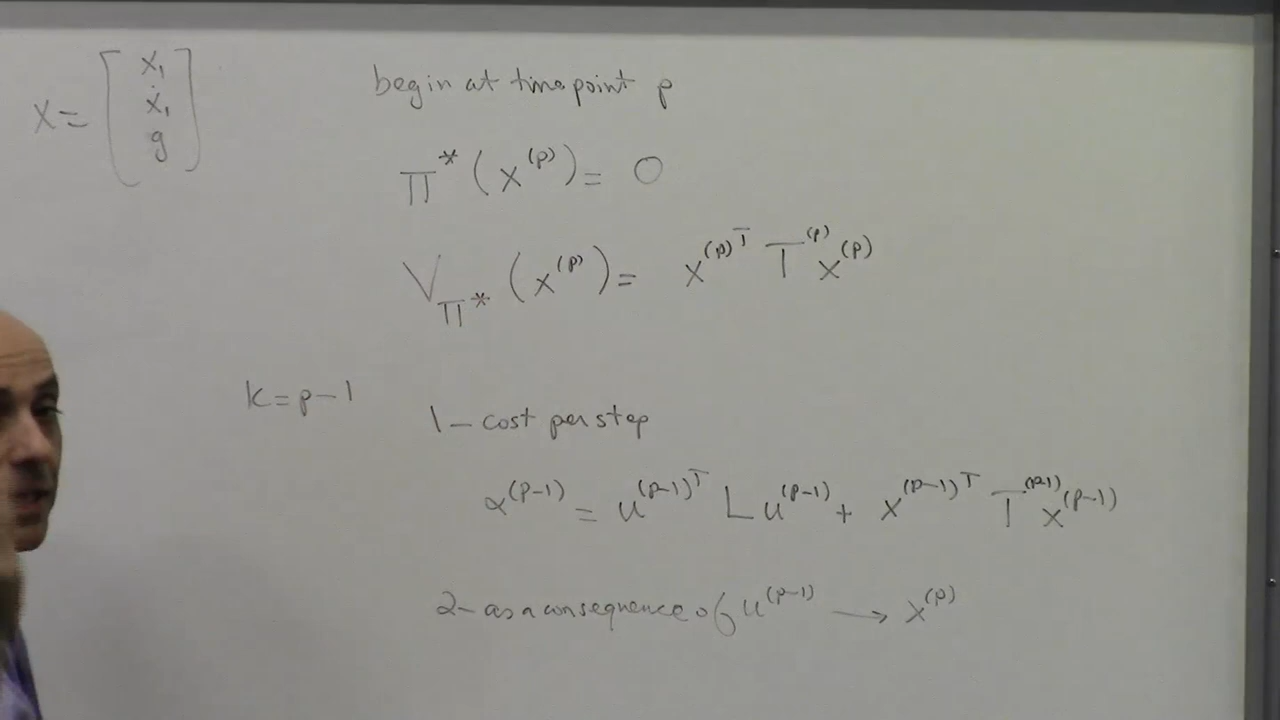 x = [ x₁ ẋ₁ g ]
begin at time point p
π*(x^(p)) = 0
V_π*(x^(p)) = x^(p)ᵀ T^(p) x^(p)
k = p - 1
1 - cost per step
α^(p-1) = u^(p-1)ᵀ L u^(p-1) + x^(p-1)ᵀ T^(p-1) x^(p-1)
2 - as a consequence of u^(p-1) → x^(p)